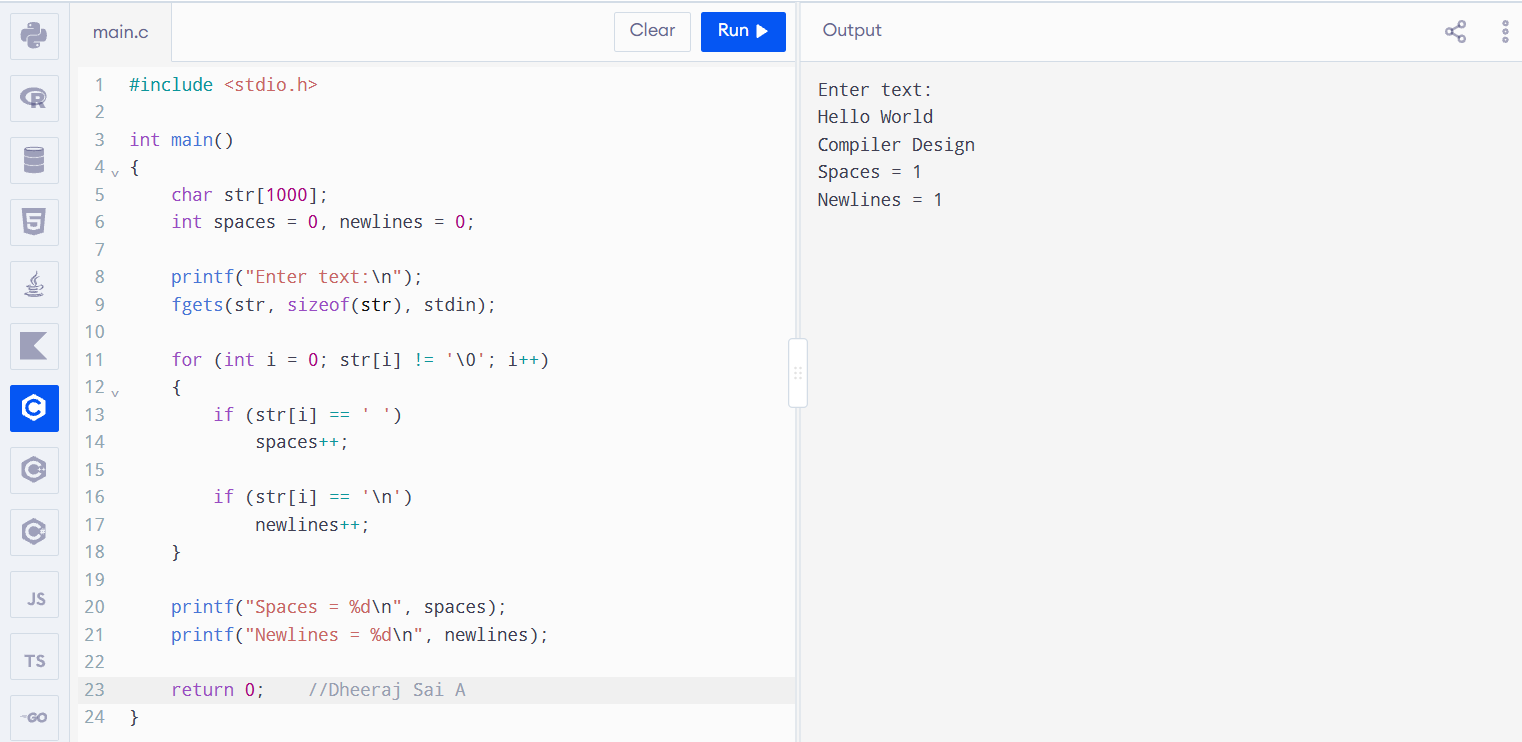 main.c
Clear
Run
1 #include <stdio.h>
2
3 int main()
4 {
5     char str[1000];
6     int spaces = 0, newlines = 0;
7
8     printf("Enter text:\n");
9     fgets(str, sizeof(str), stdin);
10
11     for (int i = 0; str[i] != '\0'; i++)
12     {
13         if (str[i] == ' ')
14             spaces++;
15
16         if (str[i] == '\n')
17             newlines++;
18     }
19
20     printf("Spaces = %d\n", spaces);
21     printf("Newlines = %d\n", newlines);
22
23     return 0;    //Dheeraj Sai A
24 }
Output
Enter text:
Hello World
Compiler Design
Spaces = 1
Newlines = 1
R
5
C
C
C
JS
TS
GO